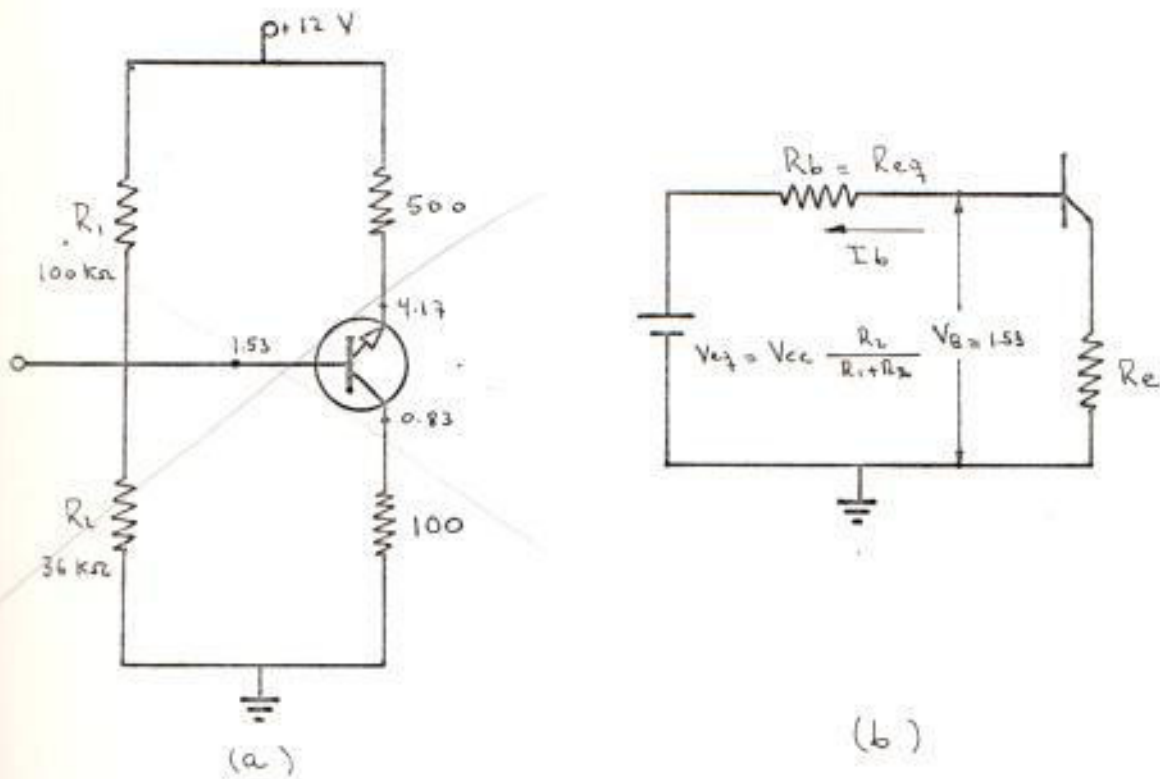 +12 V
R₁
100 KΩ
500
4.17
1.53
0.83
R₂
36 KΩ
100
(a)
Rb = Req
Ib
Veq = Vcc R₂ / R₁+R₂
VB = 1.53
Re
(b)